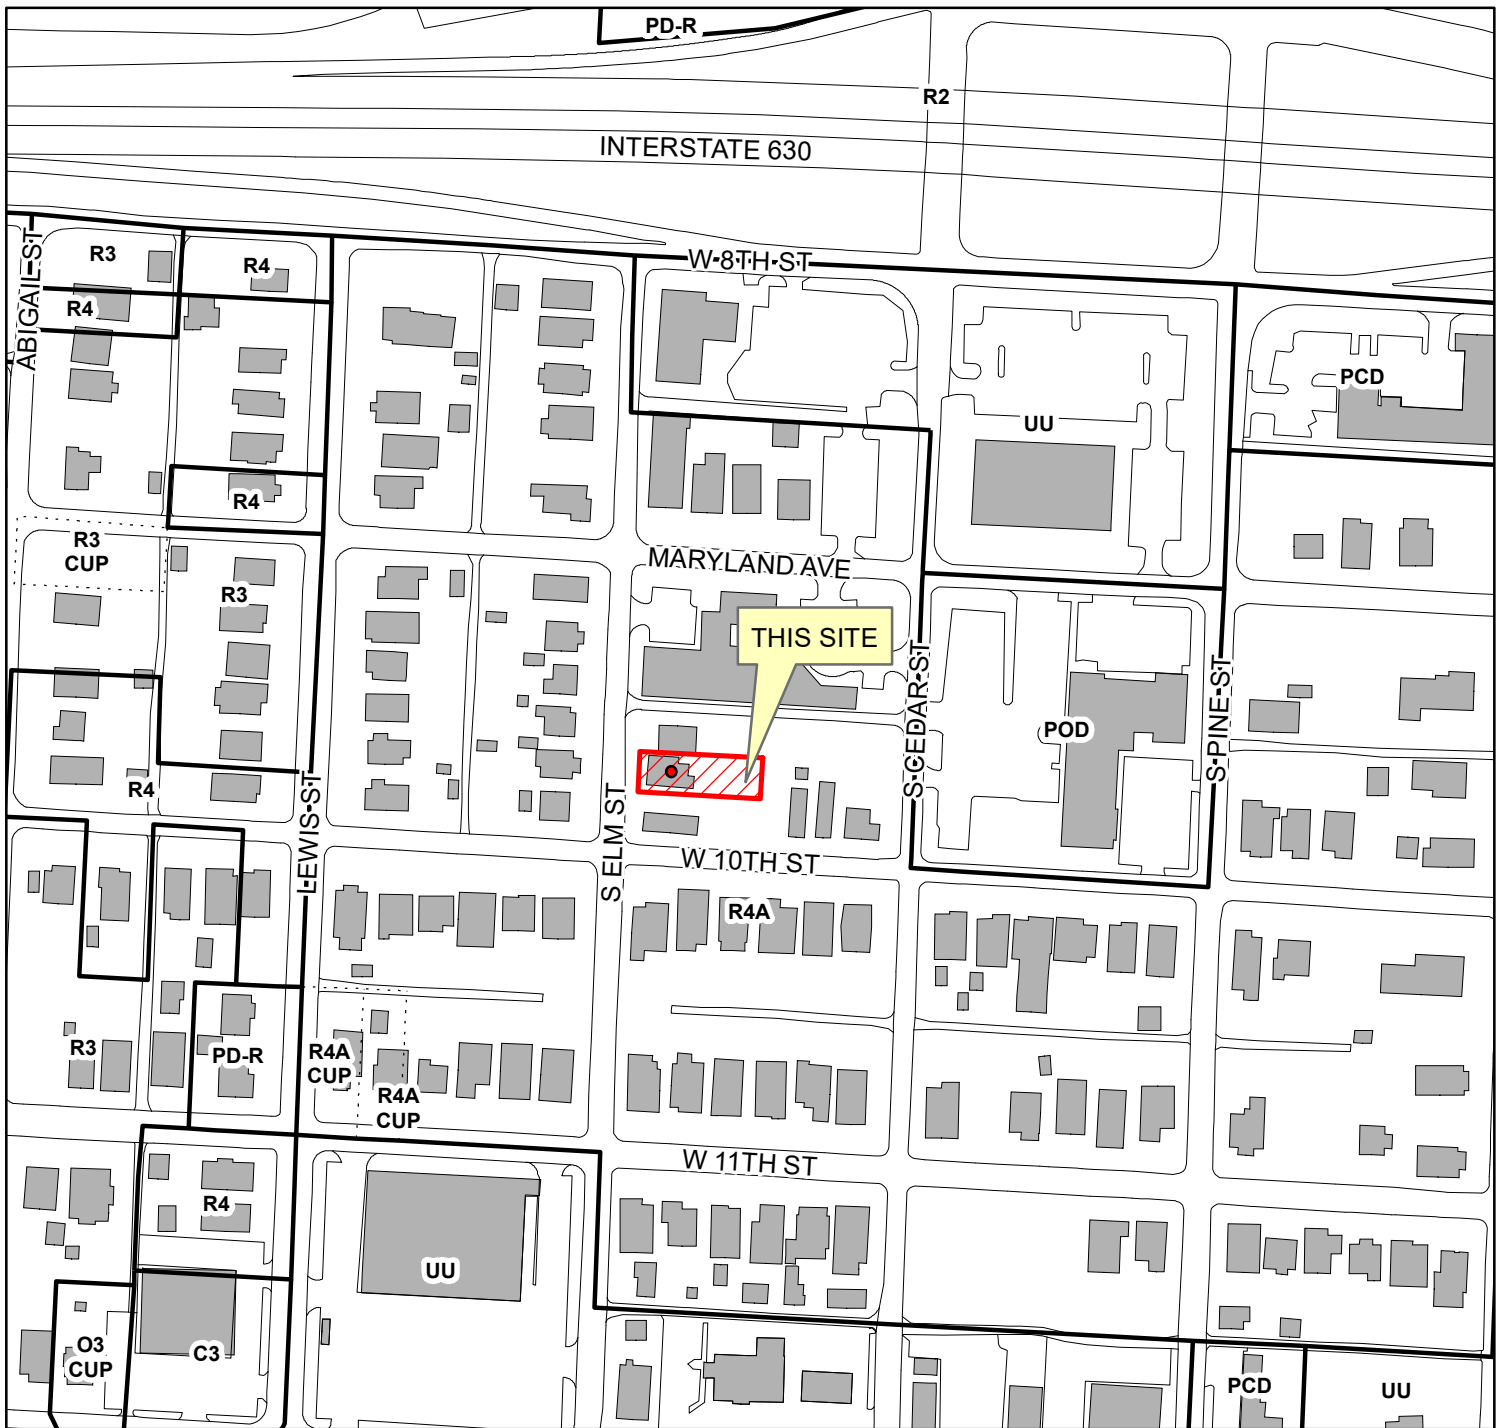 PD-R
R2
INTERSTATE 630
W 8TH ST
ABIGAIL ST
R3
R4
R4
PCD
UU
R4
R3
CUP
MARYLAND AVE
R3
THIS SITE
S CEDAR ST
S PINE ST
POD
R4
LEWIS ST
S ELM ST
W 10TH ST
R4A
R3
PD-R
R4A
CUP
R4A
CUP
W 11TH ST
R4
UU
O3
CUP
C3
PCD
UU